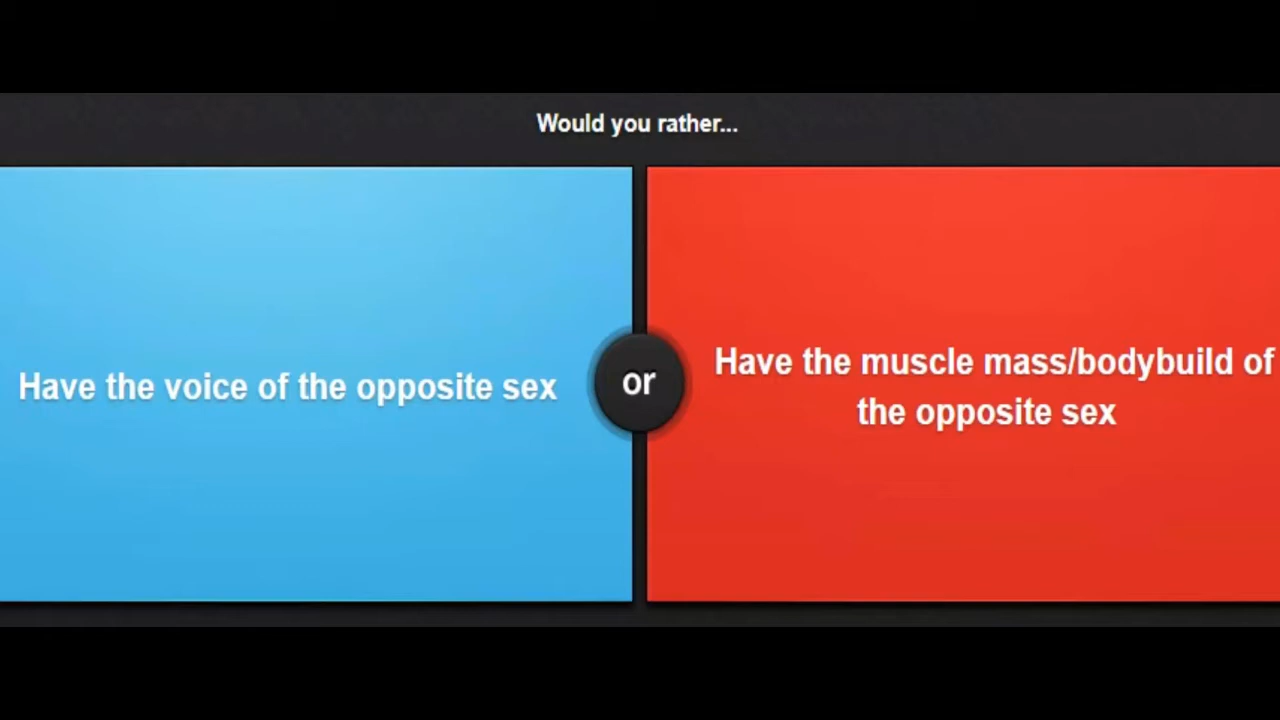 Would you rather...
Have the voice of the opposite sex
or
Have the muscle mass/bodybuild of
the opposite sex